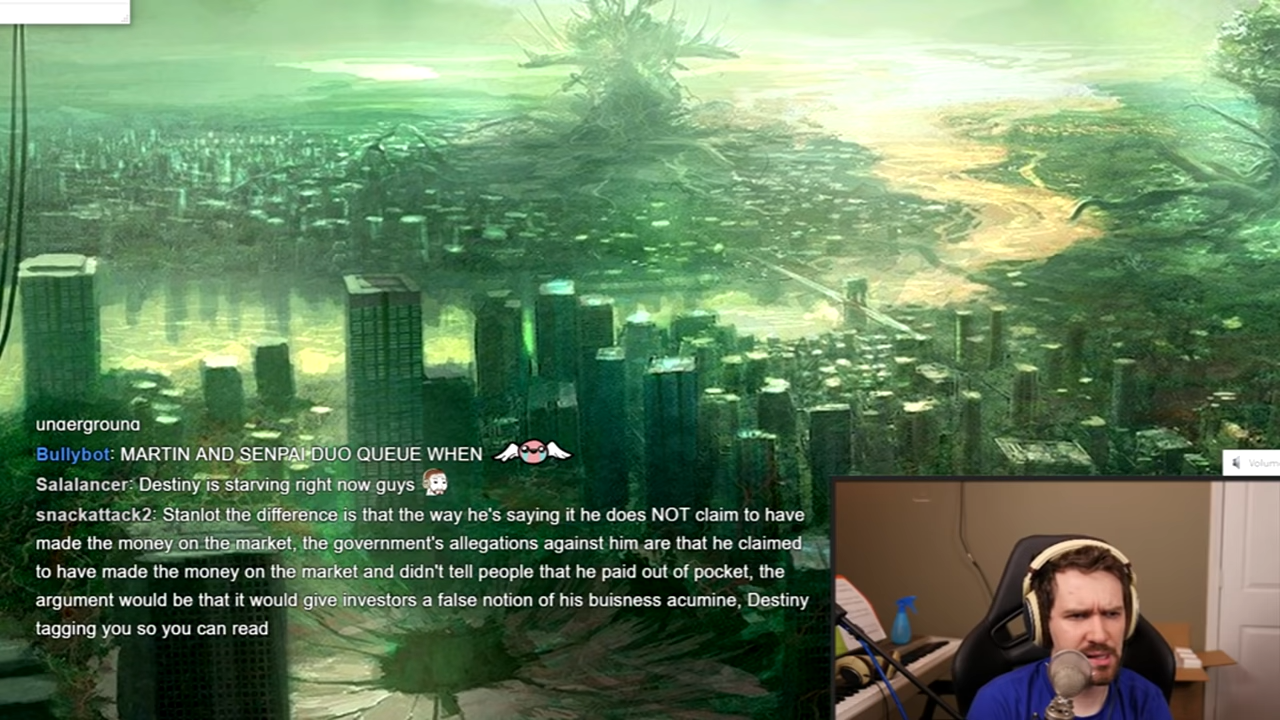 underground
Bullybot: MARTIN AND SENPAI DUO QUEUE WHEN
Salalancer: Destiny is starving right now guys
snackattack2: Stanlot the difference is that the way he's saying it he does NOT claim to have
made the money on the market, the government's allegations against him are that he claimed
to have made the money on the market and didn't tell people that he paid out of pocket, the
argument would be that it would give investors a false notion of his buisness acumine, Destiny
tagging you so you can read
Volum